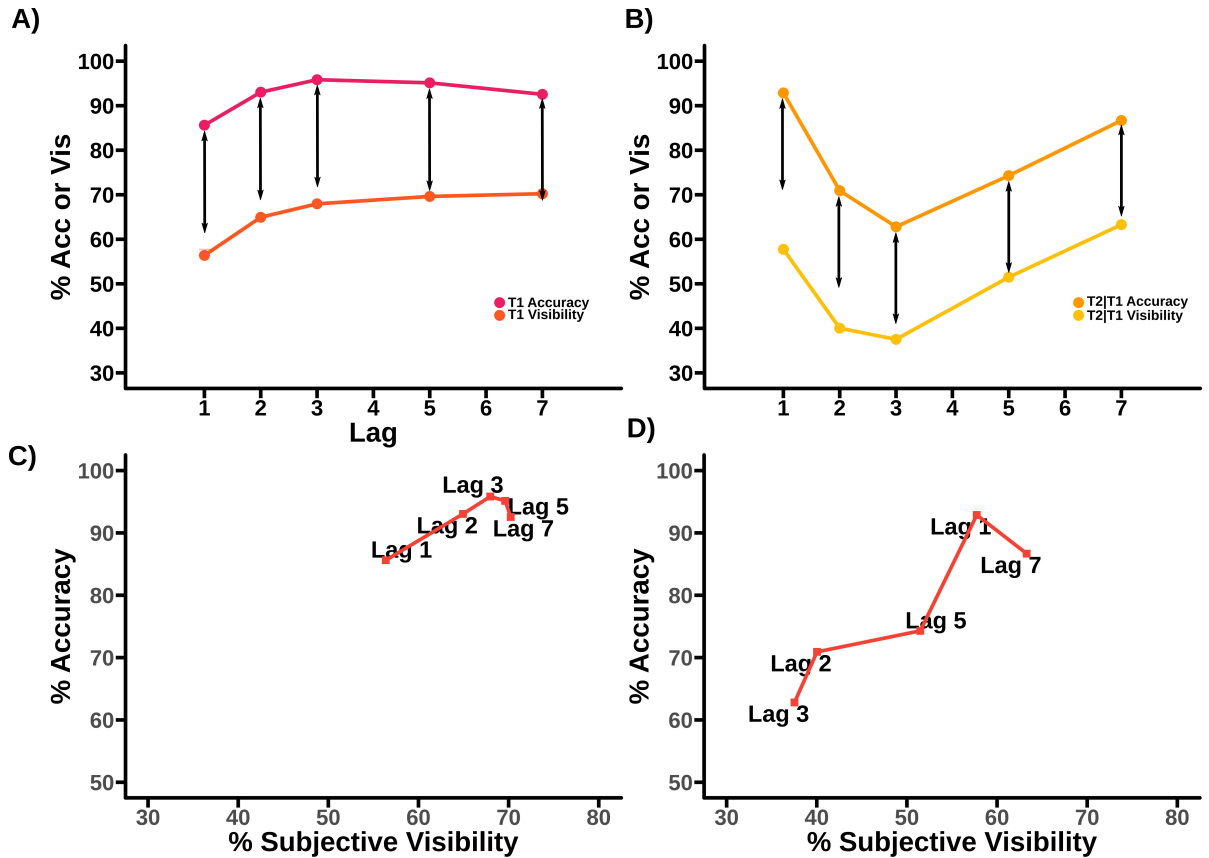 A)
100
90
80
70
60
50
40
30
% Acc or Vis
T1 Accuracy
T1 Visibility
1 2 3 4 5 6 7
Lag
B)
100
90
80
70
60
50
40
30
% Acc or Vis
T2|T1 Accuracy
T2|T1 Visibility
1 2 3 4 5 6 7
C)
100
90
80
70
60
50
% Accuracy
Lag 3
Lag 5
Lag 2
Lag 7
Lag 1
30 40 50 60 70 80
% Subjective Visibility
D)
100
90
80
70
60
50
% Accuracy
Lag 1
Lag 7
Lag 5
Lag 2
Lag 3
30 40 50 60 70 80
% Subjective Visibility